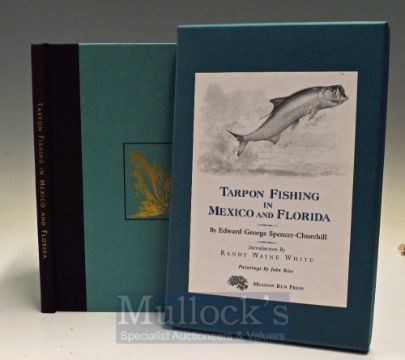 TARPON FISHING IN MEXICO AND FLORIDA
TARPON FISHING
IN
MEXICO AND FLORIDA
By Edward George Spencer-Churchill
Introduction By
RANDY WAYNE WHITE
Paintings By John Rice
MEADOW RUN PRESS
Mullock's
Specialist Auctioneers & Valuers